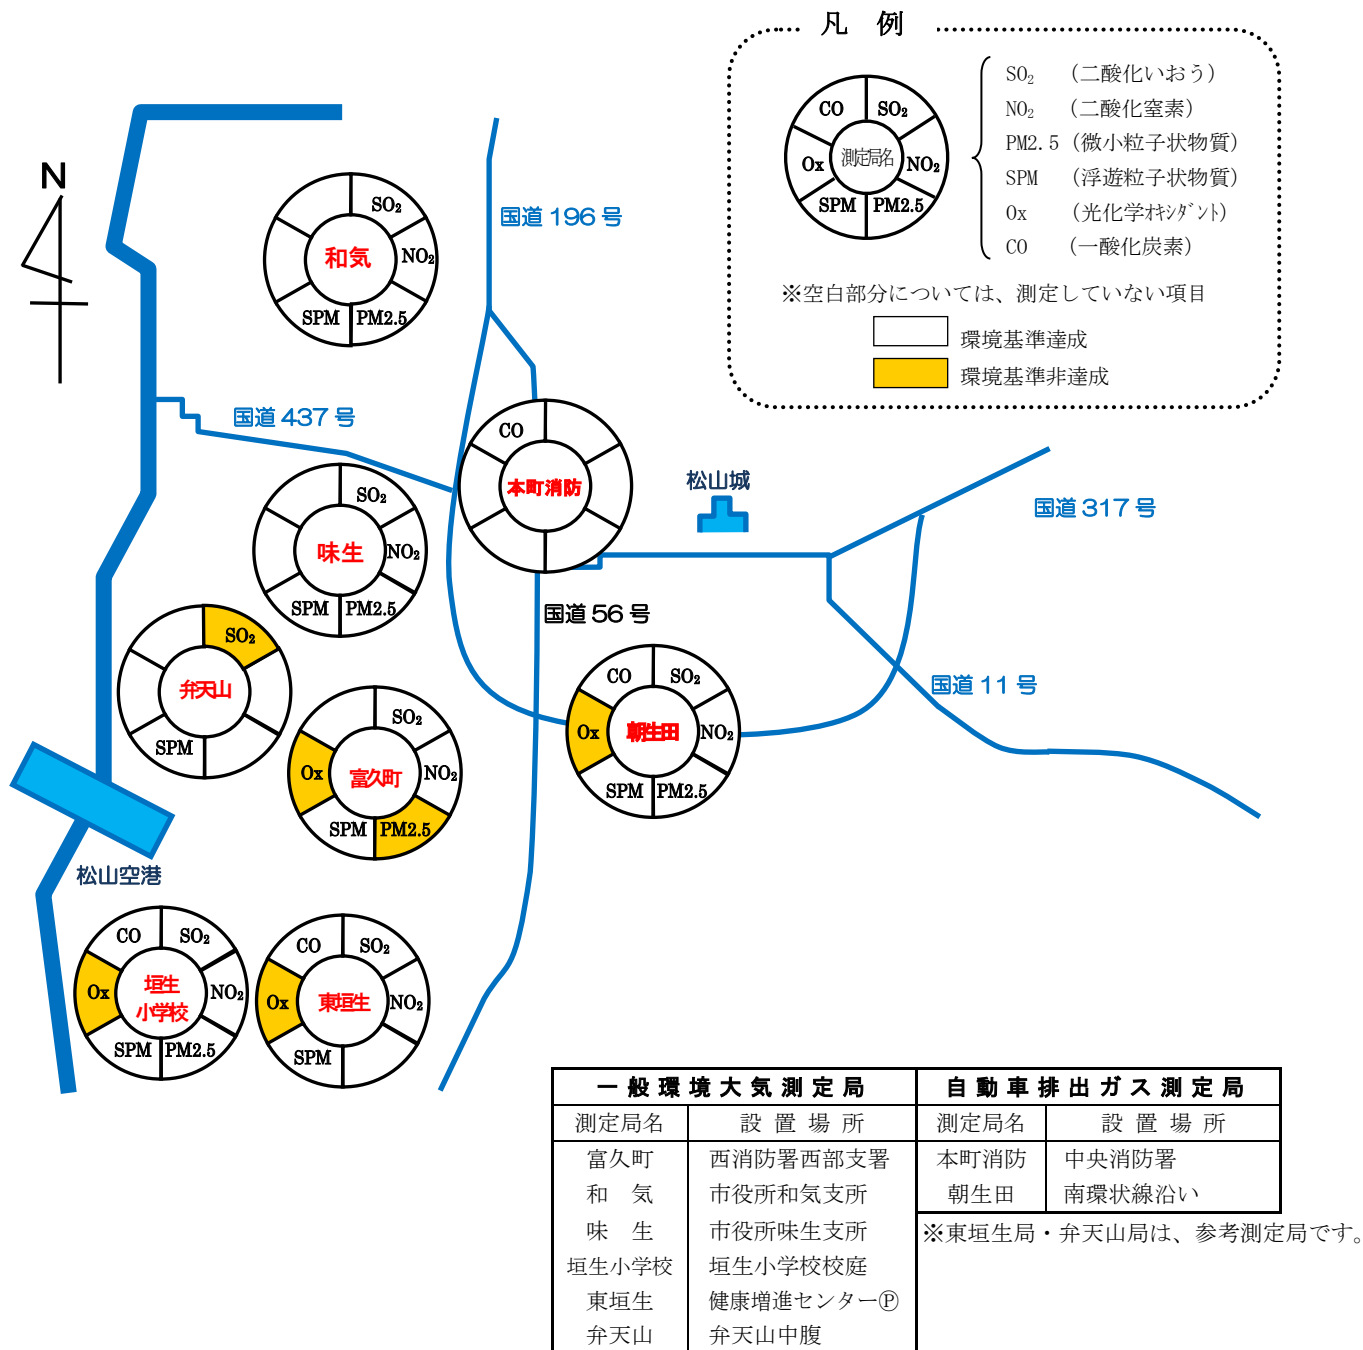 凡 例
CO
SO₂
Ox
測定局名
NO₂
SPM
PM2.5
SO₂ (二酸化いおう)
NO₂ (二酸化窒素)
PM2.5 (微小粒子状物質)
SPM (浮遊粒子状物質)
Ox (光化学ｵｷｼﾀﾞﾝﾄ)
CO (一酸化炭素)
※空白部分については、測定していない項目
環境基準達成
環境基準非達成
N
国道 196 号
SO₂
和気
NO₂
SPM
PM2.5
国道 437 号
CO
本町消防
松山城
国道 317 号
SO₂
味生
NO₂
SPM
PM2.5
国道 56 号
SO₂
弁天山
SPM
CO
SO₂
Ox
朝生田
NO₂
SPM
PM2.5
国道 11 号
SO₂
Ox
富久町
NO₂
SPM
PM2.5
松山空港
CO
SO₂
Ox
垣生
小学校
NO₂
SPM
PM2.5
CO
SO₂
Ox
東垣生
NO₂
SPM
一般環境大気測定局 自動車排出ガス測定局
測定局名 設置場所 測定局名 設置場所
富久町 西消防署西部支署 本町消防 中央消防署
和 気 市役所和気支所 朝生田 南環状線沿い
味 生 市役所味生支所 ※東垣生局・弁天山局は、参考測定局です。
垣生小学校 垣生小学校校庭
東垣生 健康増進センターⓅ
弁天山 弁天山中腹